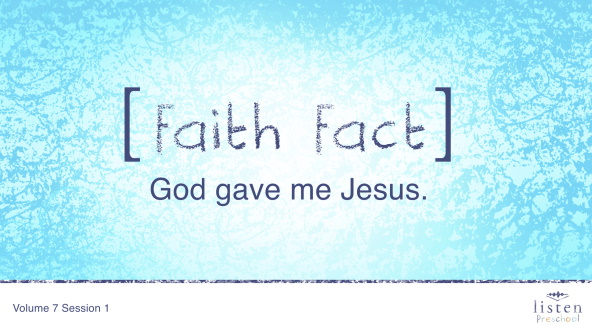 [Faith Fact]
God gave me Jesus.
Volume 7 Session 1
listen
Preschool